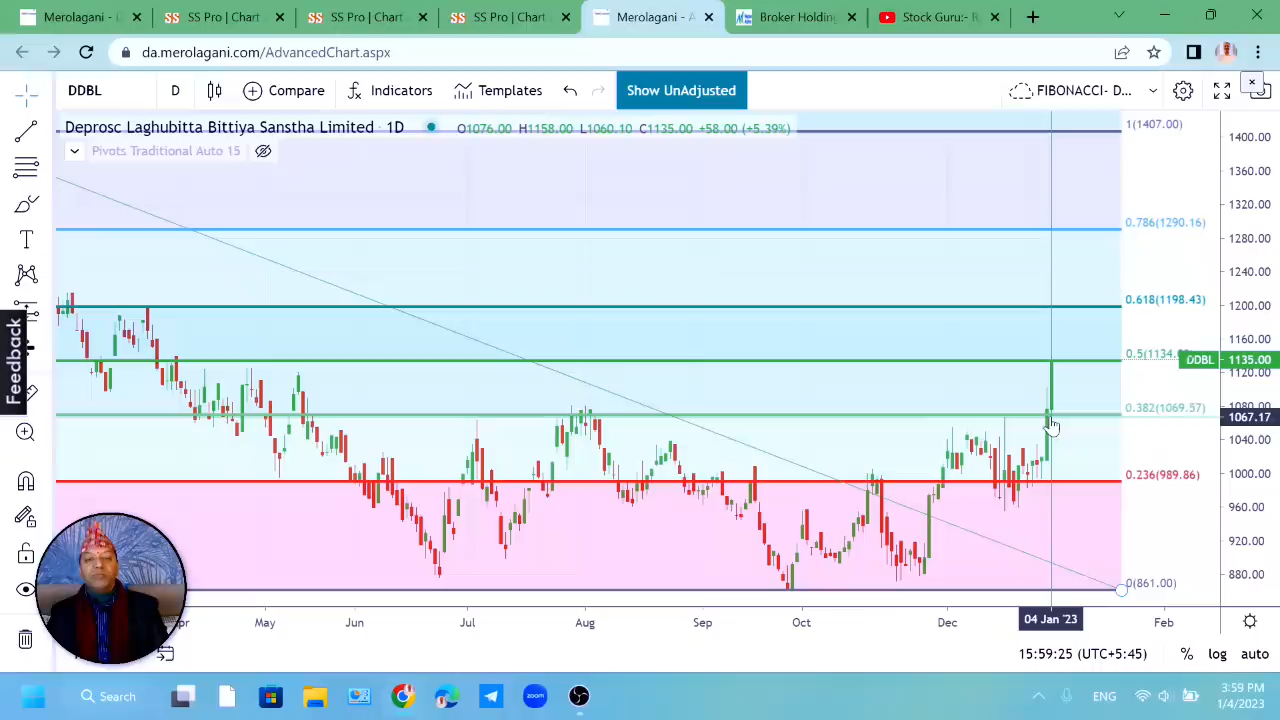 Merolagani - 
SS Pro | Chart
SS Pro | Chart
SS Pro | Chart
Merolagani - A
Broker Holding
Stock Guru:- B
da.merolagani.com/AdvancedChart.aspx
DDBL D Compare Indicators Templates Show UnAdjusted FIBONACCI- D...
Deprosc Laghubitta Bittiya Sanstha Limited · 1D O1076.00 H1158.00 L1060.10 C1135.00 +58.00 (+5.39%)
Pivots Traditional Auto 15
1(1407.00)
0.786(1290.16)
0.618(1198.43)
0.5(1134.
0.382(1069.57)
0.236(989.86)
0(861.00)
1400.00
1360.00
1320.00
1280.00
1240.00
1200.00
1160.00
DDBL 1135.00
1120.00
1080.00
1067.17
1040.00
1000.00
960.00
920.00
880.00
Feedback
May Jun Jul Aug Sep Oct Dec 04 Jan '23 Feb
15:59:25 (UTC+5:45) % log auto
Search
zoom
ENG
3:59 PM
1/4/2023